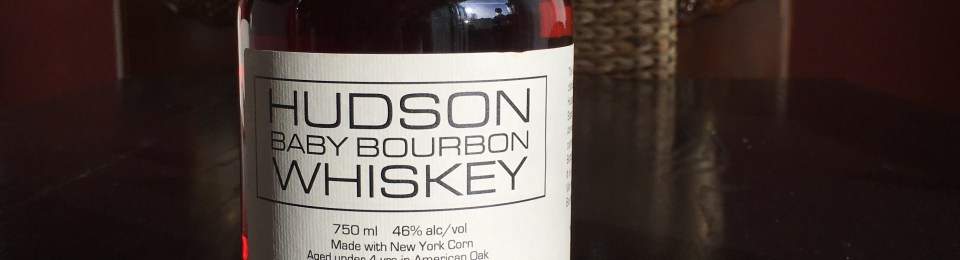 HUDSON
BABY BOURBON
WHISKEY
750 ml 46% alc/vol
Made with New York Corn
Aged under 4 yrs in American Oak